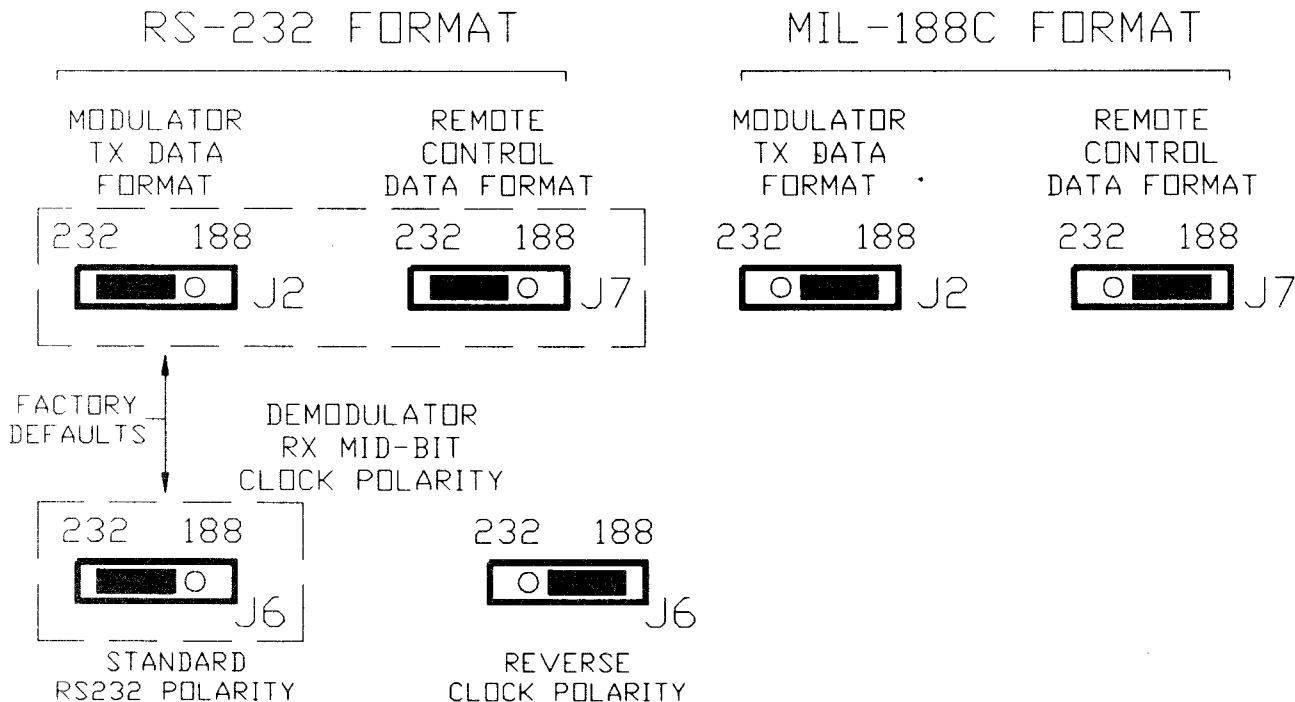 RS-232 FORMAT
MIL-188C FORMAT
MODULATOR
TX DATA
FORMAT
REMOTE
CONTROL
DATA FORMAT
MODULATOR
TX DATA
FORMAT
REMOTE
CONTROL
DATA FORMAT
232 188
J2
232 188
J7
232 188
J2
232 188
J7
FACTORY
DEFAULTS
DEMODULATOR
RX MID-BIT
CLOCK POLARITY
232 188
J6
232 188
J6
STANDARD
RS232 POLARITY
REVERSE
CLOCK POLARITY